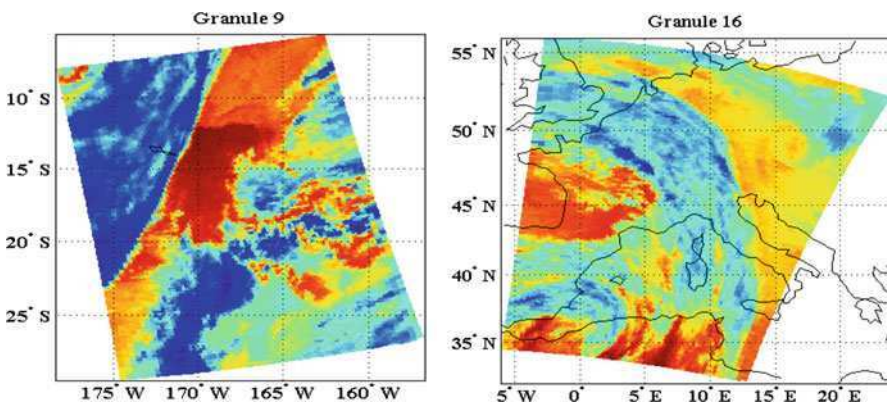 Granule 9
10° S
15° S
20° S
25° S
175° W
170° W
165° W
160° W
Granule 16
55° N
50° N
45° N
40° N
35° N
5° W
0°
5° E
10° E
15° E
20° E